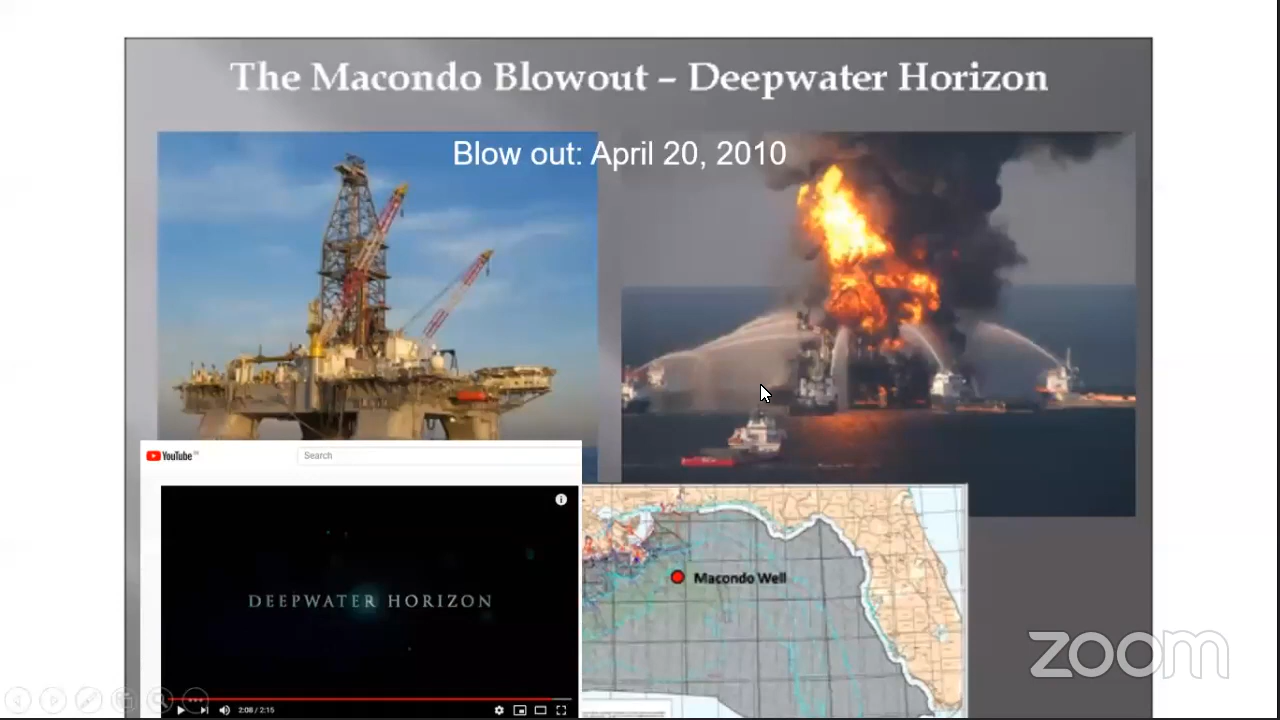 The Macondo Blowout – Deepwater Horizon
Blow out: April 20, 2010
YouTube
Search
DEEPWATER HORIZON
Macondo Well
2:08 / 2:15
zoom